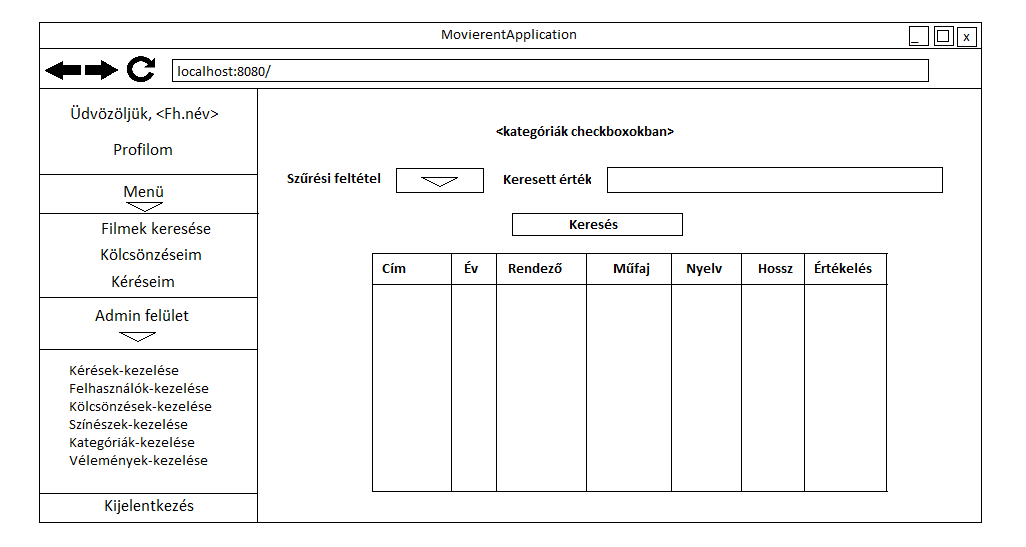 MovierentApplication
_ x
localhost:8080/
Üdvözöljük, <Fh.név>
Profilom
Menü
Filmek keresése
Kölcsönzéseim
Kéréseim
Admin felület
Kérések-kezelése
Felhasználók-kezelése
Kölcsönzések-kezelése
Színészek-kezelése
Kategóriák-kezelése
Vélemények-kezelése
Kijelentkezés
<kategóriák checkboxokban>
Szűrési feltétel Keresett érték
Keresés
Cím Év Rendező Műfaj Nyelv Hossz Értékelés